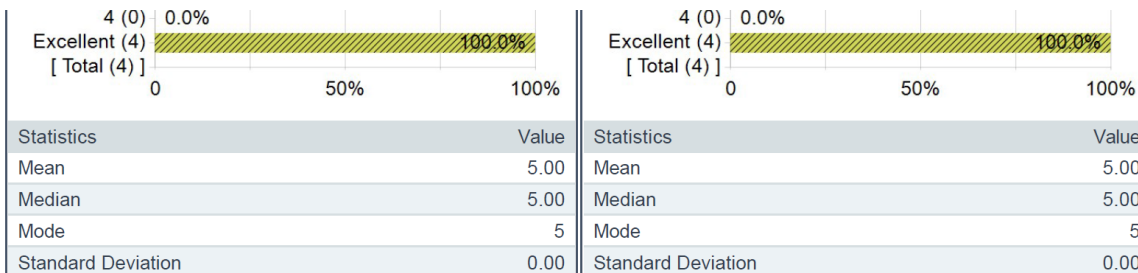 4 (0) 0.0%
Excellent (4) 100.0%
[ Total (4) ]
0 50% 100%
Statistics Value
Mean 5.00
Median 5.00
Mode 5
Standard Deviation 0.00
4 (0) 0.0%
Excellent (4) 100.0%
[ Total (4) ]
0 50% 100%
Statistics Value
Mean 5.00
Median 5.00
Mode 5
Standard Deviation 0.00